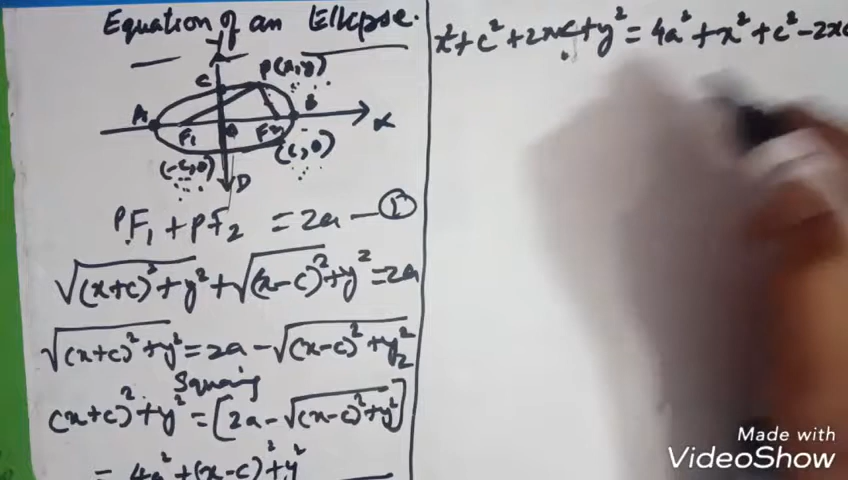 Equation of an Ellipse.
y
C P(x,y)
A B
F1 O F2 x
(-c,0) (c,0)
D
PF₁ + PF₂ = 2a — (I)
√(x+c)²+y² + √(x-c)²+y² = 2a
√(x+c)²+y² = 2a - √(x-c)²+y²
Squaring
(x+c)²+y² = [2a - √(x-c)²+y²]²
= 4a² + (x-c)² + y²
x² + c² + 2xc + y² = 4a² + x² + c² - 2xc
Made with
VideoShow